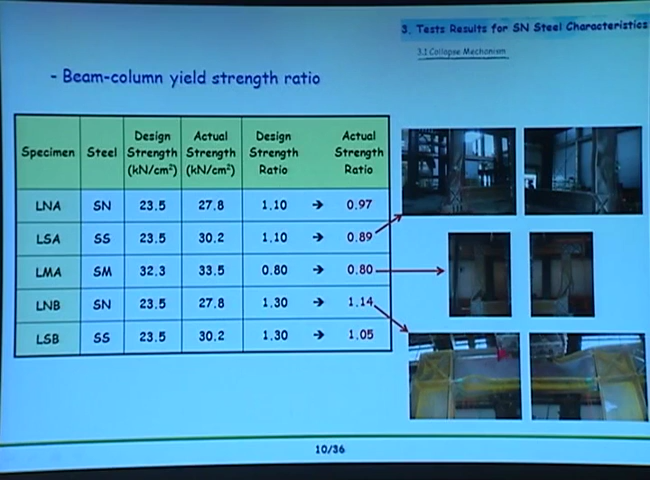 3. Tests Results for SN Steel Characteristics
3.1 Collapse Mechanism
- Beam-column yield strength ratio
Specimen Steel Design Strength (kN/cm²) Actual Strength (kN/cm²) Design Strength Ratio Actual Strength Ratio
LNA SN 23.5 27.8 1.10 → 0.97
LSA SS 23.5 30.2 1.10 → 0.89
LMA SM 32.3 33.5 0.80 → 0.80
LNB SN 23.5 27.8 1.30 → 1.14
LSB SS 23.5 30.2 1.30 → 1.05
10/36